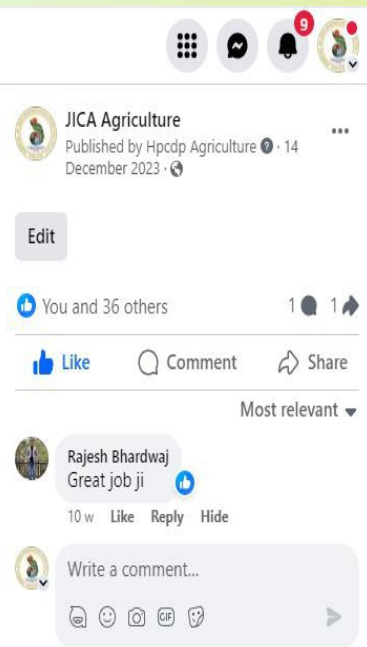 9
JICA Agriculture
Published by Hpcdp Agriculture · 14
December 2023 ·
Edit
You and 36 others 1 1
Like Comment Share
Most relevant
Rajesh Bhardwaj
Great job ji
10 w Like Reply Hide
Write a comment...
GIF